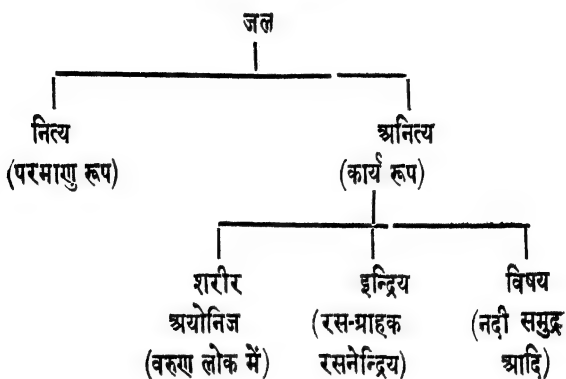 जल
नित्य अनित्य
(परमाणु रूप) (कार्य रूप)
शरीर इन्द्रिय विषय
अयोनिज (रस-ग्राहक (नदी समुद्र
(वरुण लोक में) रसनेन्द्रिय) आदि)